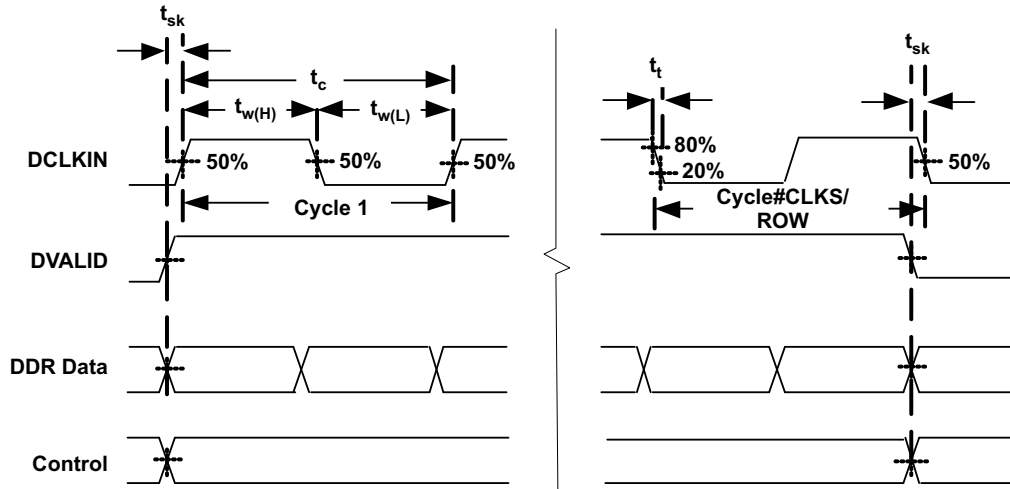 tsk
tc
tw(H)
tw(L)
tt
tsk
DCLKIN
50%
50%
50%
80%
20%
50%
Cycle 1
Cycle#CLKS/
ROW
DVALID
DDR Data
Control